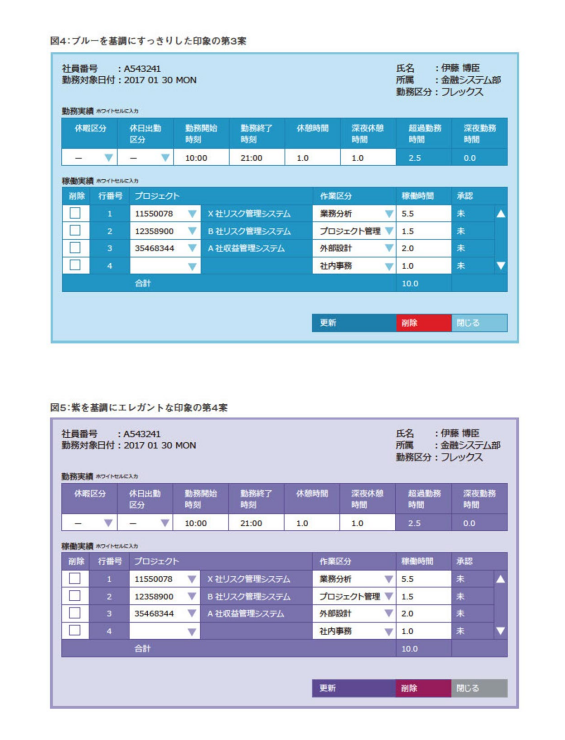 図4:ブルーを基調にすっきりした印象の第3案
社員番号 : A543241
氏名 : 伊藤 博臣
勤務対象日付 : 2017 01 30 MON
所属 : 金融システム部
勤務区分 : フレックス
勤務実績 ホワイトセルに入力
休暇区分 休日出勤区分 勤務開始時刻 勤務終了時刻 休憩時間 深夜休憩時間 超過勤務時間 深夜勤務時間
— ▼ — ▼ 10:00 21:00 1.0 1.0 2.5 0.0
稼働実績 ホワイトセルに入力
削除 行番号 プロジェクト 作業区分 稼働時間 承認
1 11550078 ▼ X 社リスク管理システム 業務分析 ▼ 5.5 未 ▲
2 12358900 ▼ B 社リスク管理システム プロジェクト管理 ▼ 1.5 未
3 35468344 ▼ A 社収益管理システム 外部設計 ▼ 2.0 未
4 ▼ 社内事務 ▼ 1.0 未 ▼
合計 10.0
更新 削除 閉じる
図5:紫を基調にエレガントな印象の第4案
社員番号 : A543241
氏名 : 伊藤 博臣
勤務対象日付 : 2017 01 30 MON
所属 : 金融システム部
勤務区分 : フレックス
勤務実績 ホワイトセルに入力
休暇区分 休日出勤区分 勤務開始時刻 勤務終了時刻 休憩時間 深夜休憩時間 超過勤務時間 深夜勤務時間
— ▼ — ▼ 10:00 21:00 1.0 1.0 2.5 0.0
稼働実績 ホワイトセルに入力
削除 行番号 プロジェクト 作業区分 稼働時間 承認
1 11550078 ▼ X 社リスク管理システム 業務分析 ▼ 5.5 未 ▲
2 12358900 ▼ B 社リスク管理システム プロジェクト管理 ▼ 1.5 未
3 35468344 ▼ A 社収益管理システム 外部設計 ▼ 2.0 未
4 ▼ 社内事務 ▼ 1.0 未 ▼
合計 10.0
更新 削除 閉じる